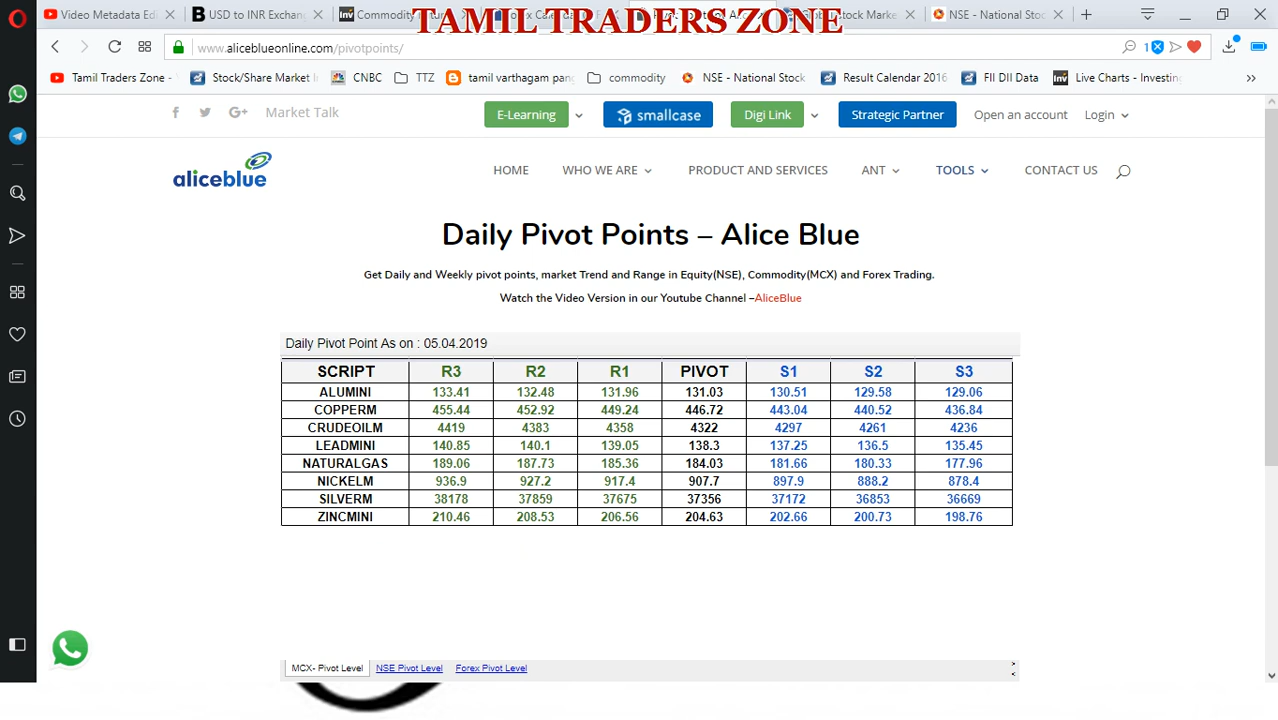 TAMIL TRADERS ZONE
Video Metadata Edi
USD to INR Exchan
NSE - National Stoc
www.aliceblueonline.com/pivotpoints/
Tamil Traders Zone -
Stock/Share Market I
CNBC
TTZ
tamil varthagam pan
commodity
NSE - National Stock
Result Calendar 2016
FII DII Data
Live Charts - Investin
Market Talk
E-Learning
smallcase
Digi Link
Strategic Partner
Open an account
Login
aliceblue
HOME
WHO WE ARE
PRODUCT AND SERVICES
ANT
TOOLS
CONTACT US
Daily Pivot Points – Alice Blue
Get Daily and Weekly pivot points, market Trend and Range in Equity(NSE), Commodity(MCX) and Forex Trading.
Watch the Video Version in our Youtube Channel –AliceBlue
Daily Pivot Point As on : 05.04.2019
SCRIPT R3 R2 R1 PIVOT S1 S2 S3
ALUMINI 133.41 132.48 131.96 131.03 130.51 129.58 129.06
COPPERM 455.44 452.92 449.24 446.72 443.04 440.52 436.84
CRUDEOILM 4419 4383 4358 4322 4297 4261 4236
LEADMINI 140.85 140.1 139.05 138.3 137.25 136.5 135.45
NATURALGAS 189.06 187.73 185.36 184.03 181.66 180.33 177.96
NICKELM 936.9 927.2 917.4 907.7 897.9 888.2 878.4
SILVERM 38178 37859 37675 37356 37172 36853 36669
ZINCMINI 210.46 208.53 206.56 204.63 202.66 200.73 198.76
MCX- Pivot Level
NSE Pivot Level
Forex Pivot Level